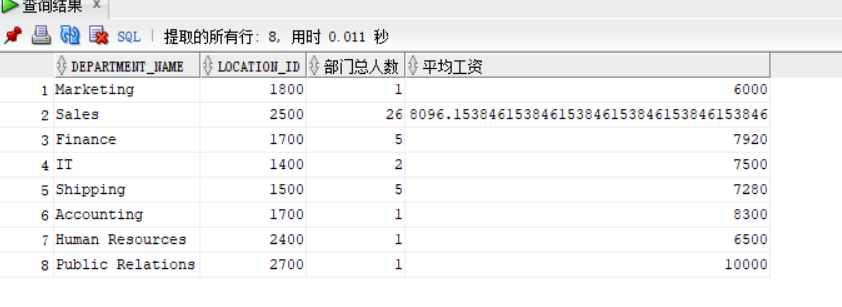 查询结果 ×
SQL | 提取的所有行: 8, 用时 0.011 秒
DEPARTMENT_NAME LOCATION_ID 部门总人数 平均工资
1 Marketing 1800 1 6000
2 Sales 2500 26 8096.153846153846153846153846153846153846
3 Finance 1700 5 7920
4 IT 1400 2 7500
5 Shipping 1500 5 7280
6 Accounting 1700 1 8300
7 Human Resources 2400 1 6500
8 Public Relations 2700 1 10000